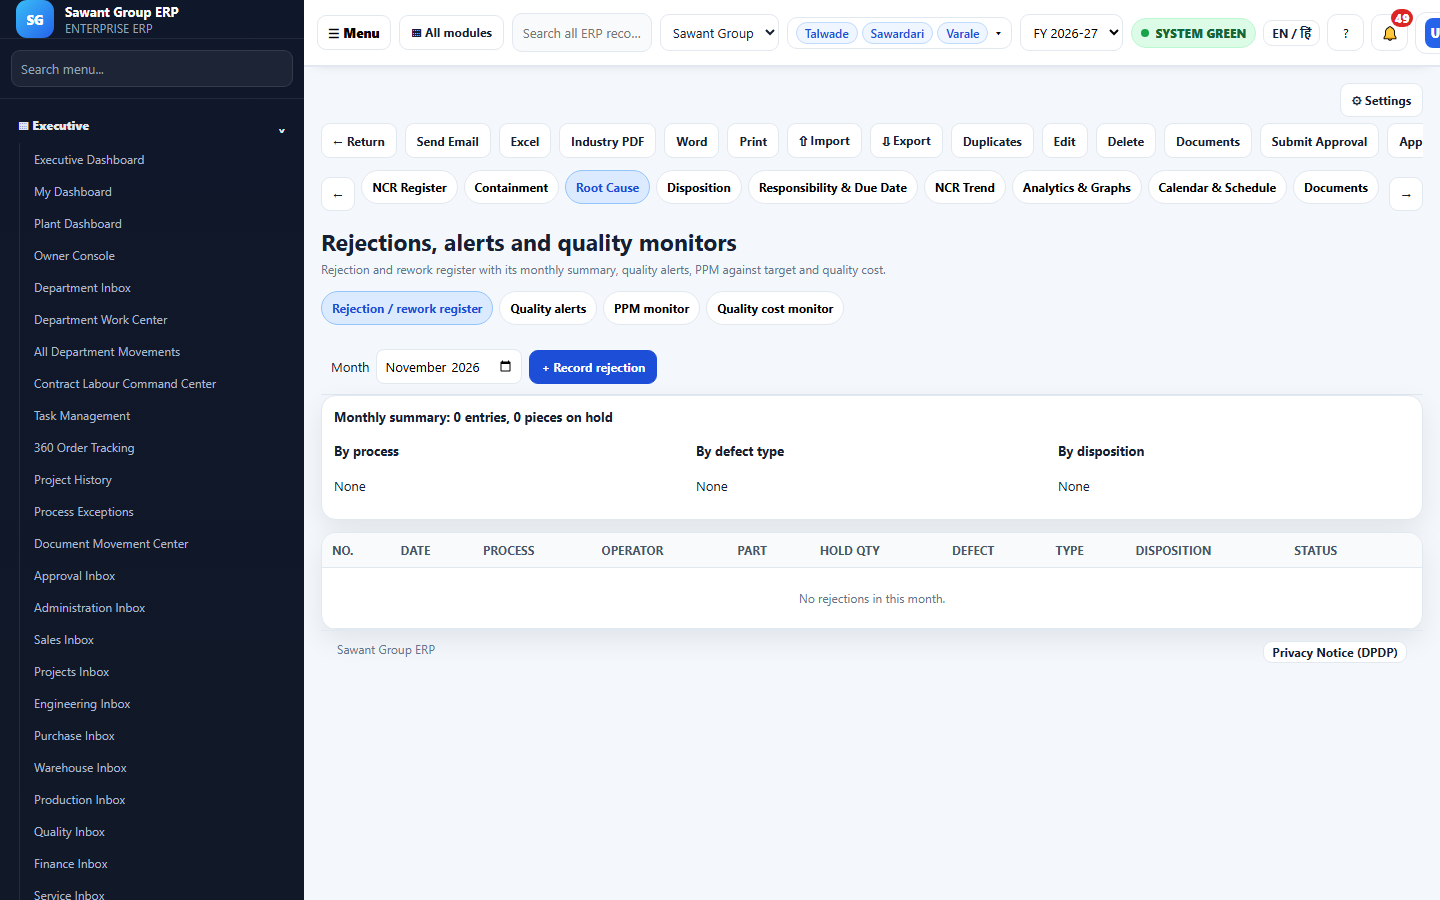 SG
Sawant Group ERP
ENTERPRISE ERP
☰ Menu
▦ All modules
Search all ERP reco...
Sawant Group
Talwade Sawardari Varale
FY 2026-27
SYSTEM GREEN
EN / हिं
?
49
U
Search menu...
▦ Executive
Executive Dashboard
My Dashboard
Plant Dashboard
Owner Console
Department Inbox
Department Work Center
All Department Movements
Contract Labour Command Center
Task Management
360 Order Tracking
Project History
Process Exceptions
Document Movement Center
Approval Inbox
Administration Inbox
Sales Inbox
Projects Inbox
Engineering Inbox
Purchase Inbox
Warehouse Inbox
Production Inbox
Quality Inbox
Finance Inbox
Service Inbox
⚙ Settings
← Return Send Email Excel Industry PDF Word Print ⇧ Import ⇩ Export Duplicates Edit Delete Documents Submit Approval App
← NCR Register Containment Root Cause Disposition Responsibility & Due Date NCR Trend Analytics & Graphs Calendar & Schedule Documents →
Rejections, alerts and quality monitors
Rejection and rework register with its monthly summary, quality alerts, PPM against target and quality cost.
Rejection / rework register Quality alerts PPM monitor Quality cost monitor
Month November 2026 + Record rejection
Monthly summary: 0 entries, 0 pieces on hold
By process By defect type By disposition
None None None
NO. DATE PROCESS OPERATOR PART HOLD QTY DEFECT TYPE DISPOSITION STATUS
No rejections in this month.
Sawant Group ERP
Privacy Notice (DPDP)